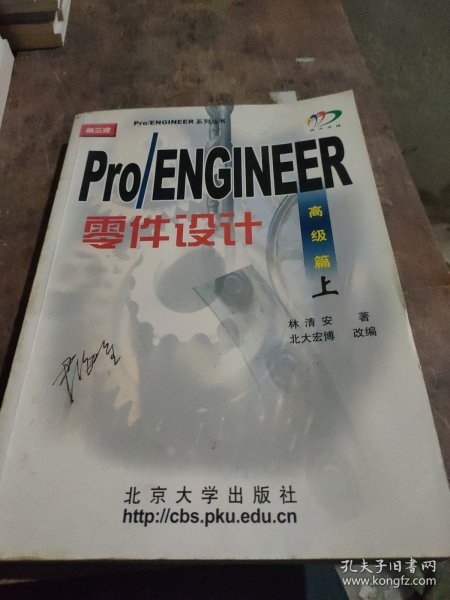 Pro/ENGINEER系列丛书
第三波
Pro/ENGINEER
零件设计
高级篇
上
林清安 著
北大宏博 改编
北京大学出版社
http://cbs.pku.edu.cn
孔夫子旧书网
www.kongfz.com